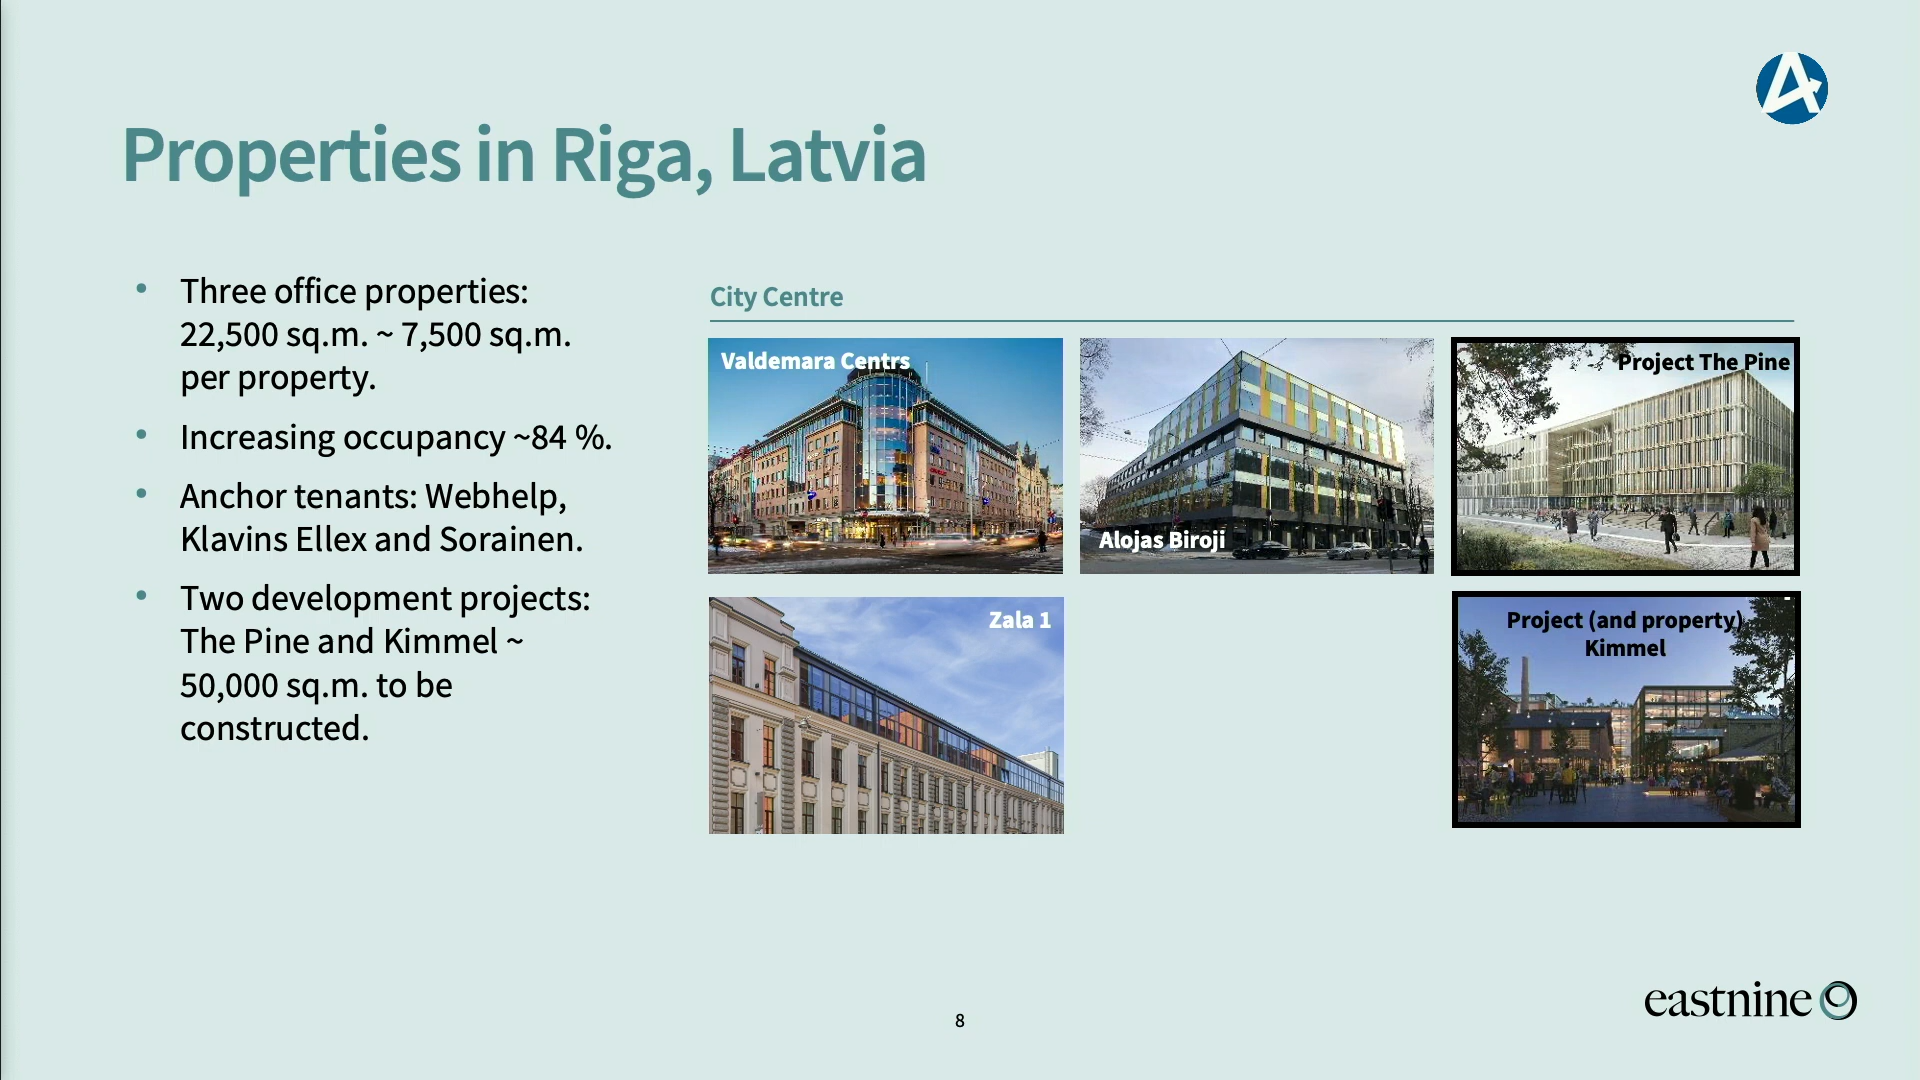 Properties in Riga, Latvia
• Three office properties:
22,500 sq.m. ~ 7,500 sq.m.
per property.
• Increasing occupancy ~84 %.
• Anchor tenants: Webhelp,
Klavins Ellex and Sorainen.
• Two development projects:
The Pine and Kimmel ~
50,000 sq.m. to be
constructed.
City Centre
Valdemara Centrs
Alojas Biroji
Project The Pine
Zala 1
Project (and property)
Kimmel
8
eastnine